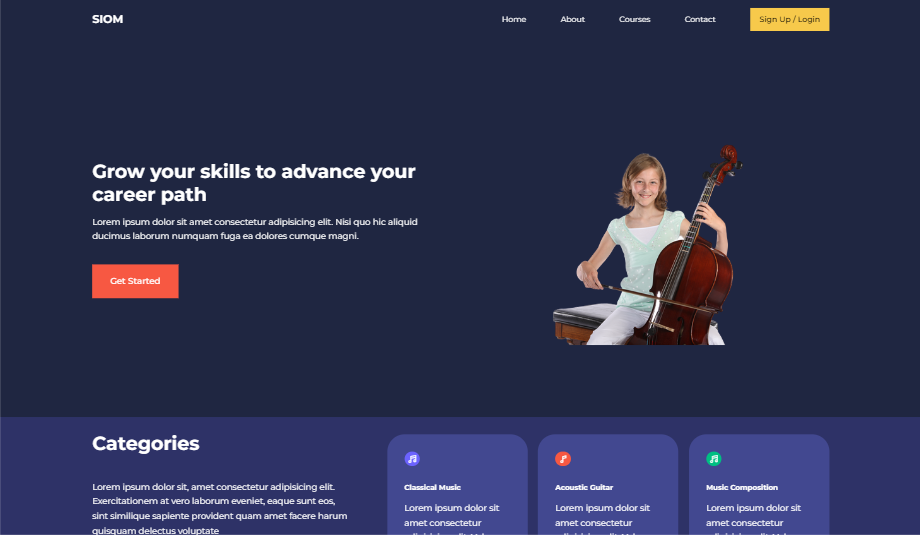 SIOM
Home
About
Courses
Contact
Sign Up / Login
Grow your skills to advance your
career path
Lorem ipsum dolor sit amet consectetur adipisicing elit. Nisi quo hic aliquid
ducimus laborum numquam fuga ea dolores cumque magni.
Get Started
Categories
Lorem ipsum dolor sit, amet consectetur adipisicing elit.
Exercitationem at vero laborum eveniet, eaque sunt eos,
sint similique sapiente provident quam amet facere harum
quisquam delectus voluptate
Classical Music
Lorem ipsum dolor sit
amet consectetur
Acoustic Guitar
Lorem ipsum dolor sit
amet consectetur
Music Composition
Lorem ipsum dolor sit
amet consectetur